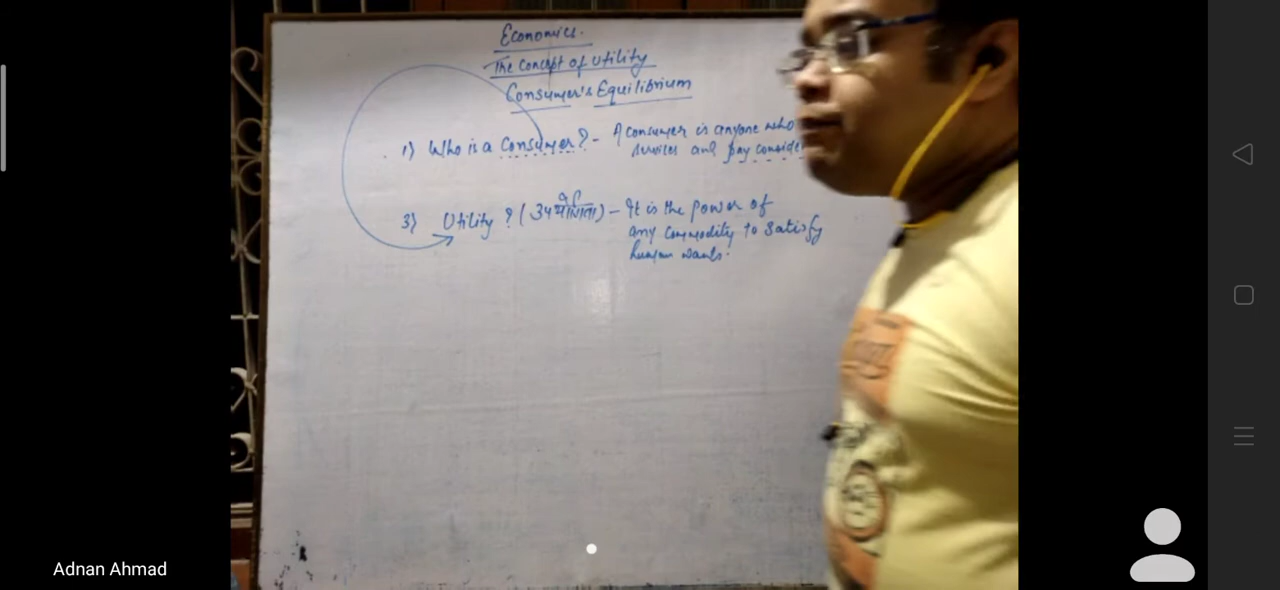 Economics.
The Concept of Utility
Consumer's Equilibrium
1) Who is a Consumer? - A consumer is anyone who
services and pay
3) Utility? ( ) - It is the power of
any commodity to satisfy
human wants.
Adnan Ahmad